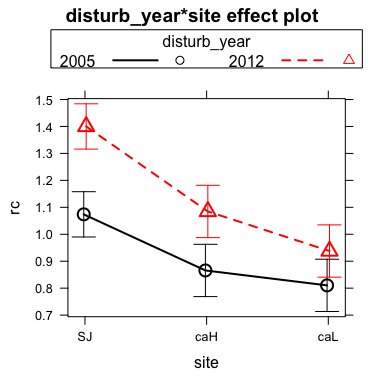 disturb_year*site effect plot
disturb_year
2005 2012
1.5
1.4
1.3
1.2
1.1
1.0
0.9
0.8
0.7
rc
SJ caH caL
site